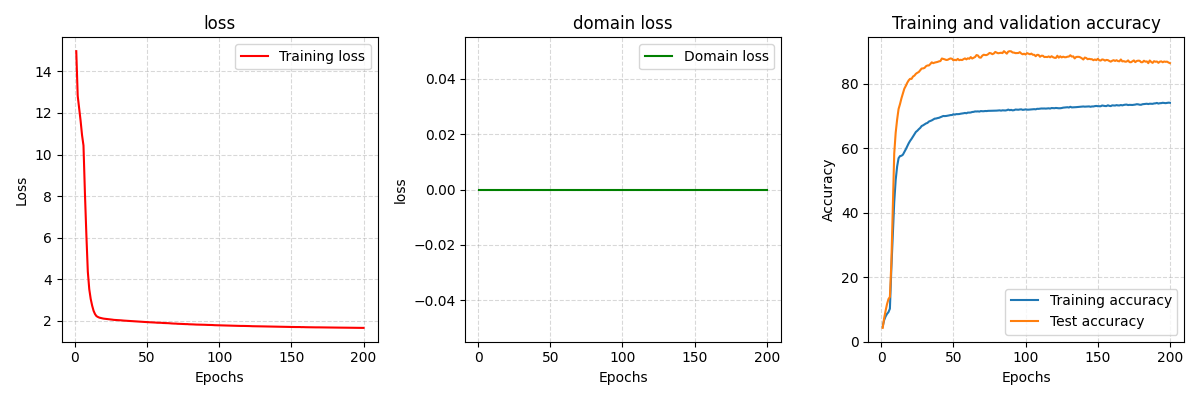 loss
Training loss
14
12
10
8
6
4
2
Loss
0 50 100 150 200
Epochs
domain loss
Domain loss
0.04
0.02
0.00
−0.02
−0.04
loss
0 50 100 150 200
Epochs
Training and validation accuracy
80
60
40
20
0
Accuracy
Training accuracy
Test accuracy
0 50 100 150 200
Epochs